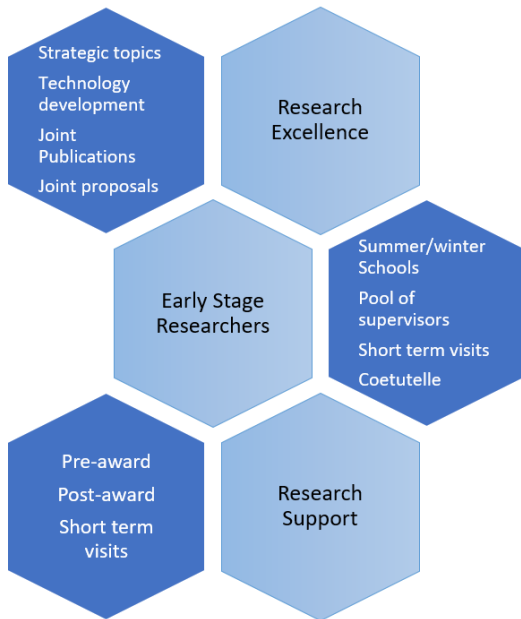 Strategic topics
Technology
development
Joint
Publications
Joint proposals
Research
Excellence
Early Stage
Researchers
Summer/winter
Schools
Pool of
supervisors
Short term visits
Coetutelle
Pre-award
Post-award
Short term
visits
Research
Support